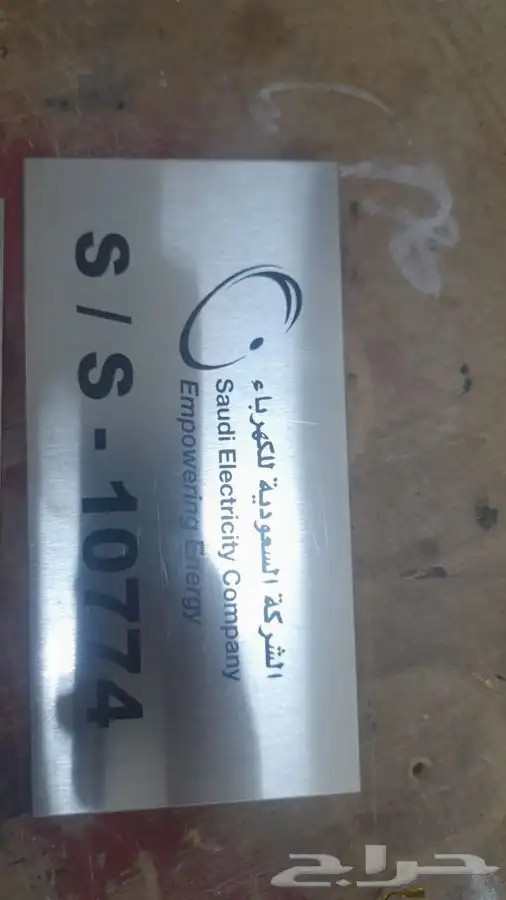 الشركة السعودية للكهرباء
Saudi Electricity Company
Empowering Energy
S / S - 10774
حراج